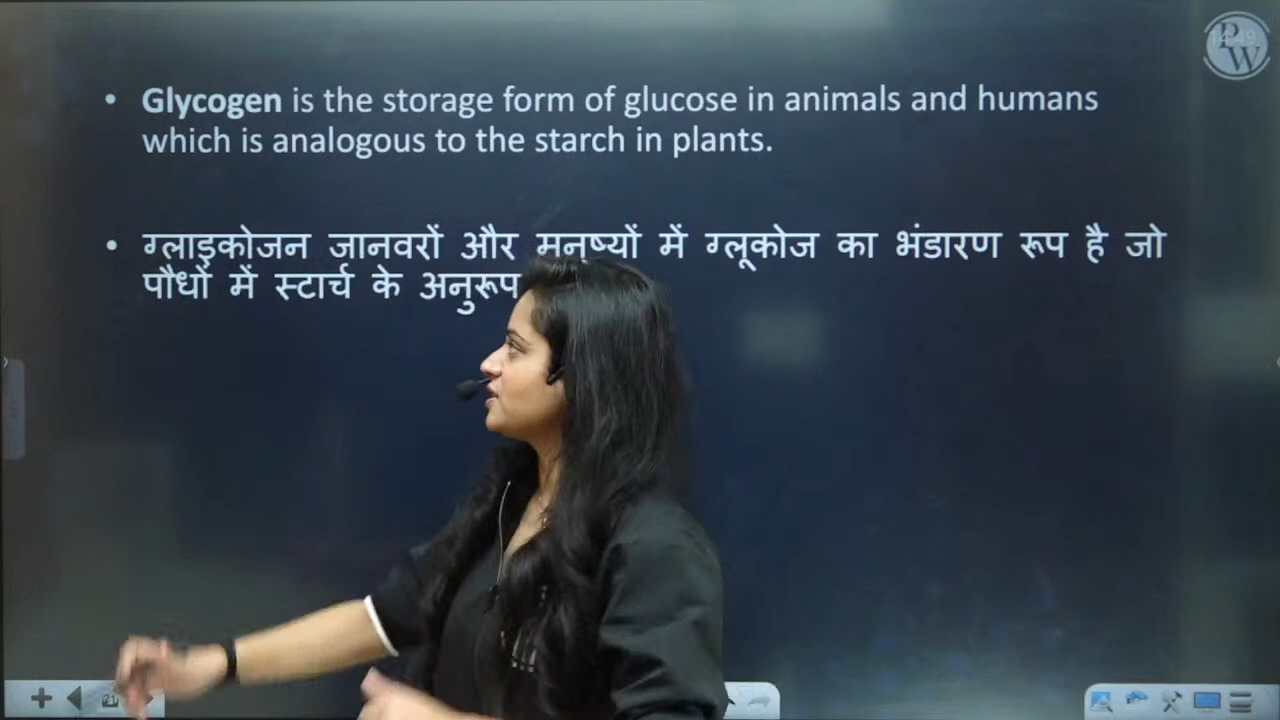 PW
• Glycogen is the storage form of glucose in animals and humans
which is analogous to the starch in plants.
• ग्लाइकोजन जानवरों और मनुष्यों में ग्लूकोज का भंडारण रूप है जो
पौधों में स्टार्च के अनुरूप
21